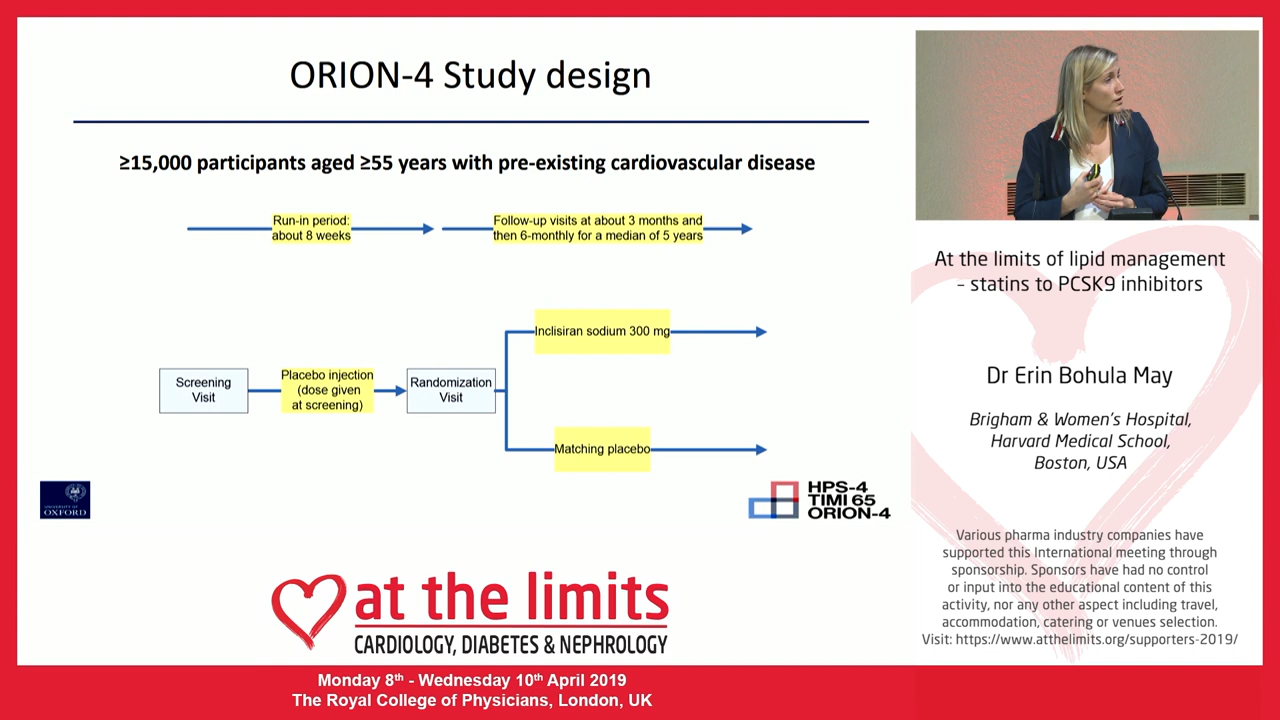 ORION-4 Study design
≥15,000 participants aged ≥55 years with pre-existing cardiovascular disease
Run-in period:
about 8 weeks
Follow-up visits at about 3 months and
then 6-monthly for a median of 5 years
Screening
Visit
Placebo injection
(dose given
at screening)
Randomization
Visit
Inclisiran sodium 300 mg
Matching placebo
UNIVERSITY OF
OXFORD
HPS-4
TIMI 65
ORION-4
at the limits
CARDIOLOGY, DIABETES & NEPHROLOGY
Monday 8th - Wednesday 10th April 2019
The Royal College of Physicians, London, UK
At the limits of lipid management
– statins to PCSK9 inhibitors
Dr Erin Bohula May
Brigham & Women's Hospital,
Harvard Medical School,
Boston, USA
Various pharma industry companies have
supported this International meeting through
sponsorship. Sponsors have had no control
or input into the educational content of this
activity, nor any other aspect including travel,
accommodation, catering or venues selection.
Visit: https://www.atthelimits.org/supporters-2019/